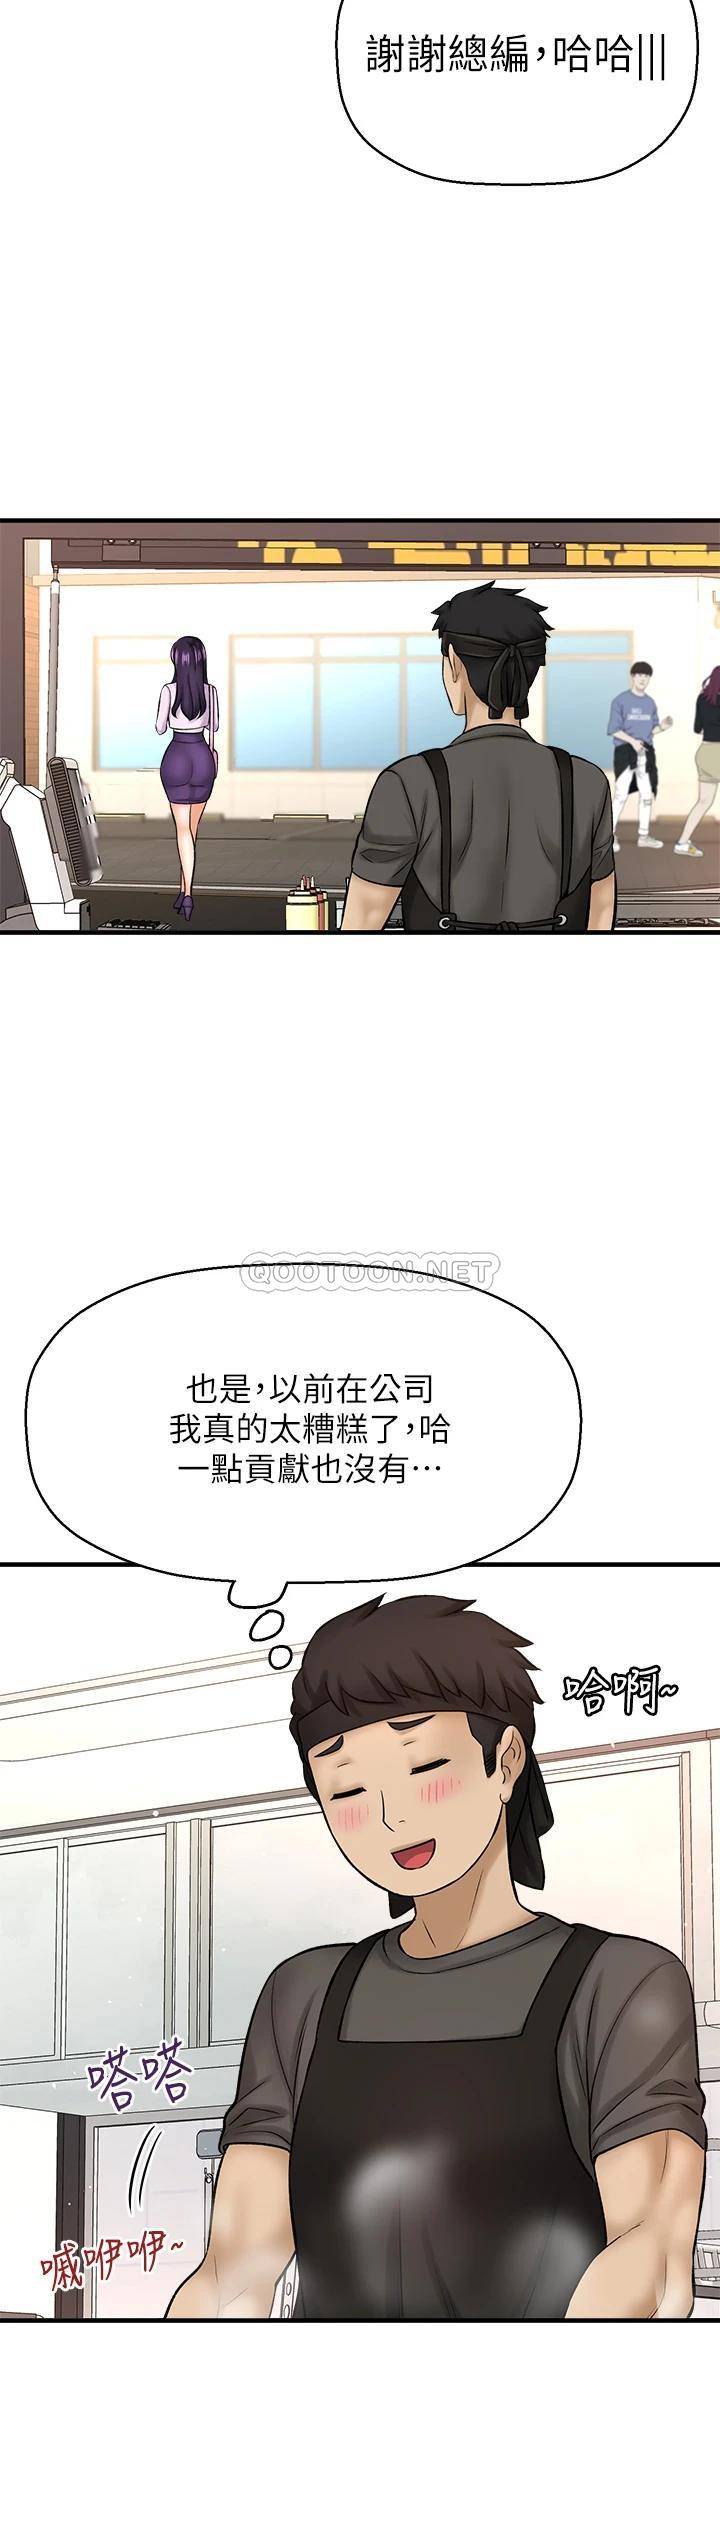 謝謝總編，哈哈|||
QOOTOON.NET
也是，以前在公司
我真的太糟糕了，哈
一點貢獻也沒有…
哈啊~
嗒嗒
嘁咿咿~